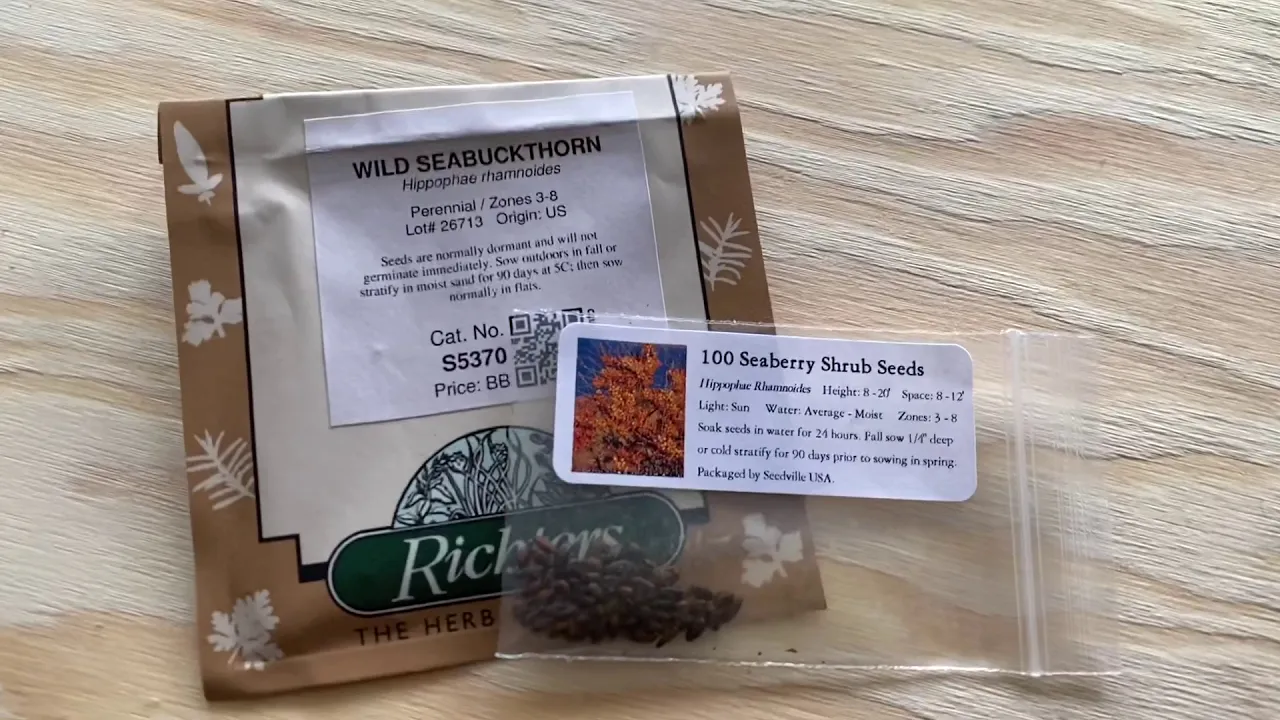 WILD SEABUCKTHORN
Hippophae rhamnoides
Perennial / Zones 3-8
Lot# 26713 Origin: US
Seeds are normally dormant and will not
germinate immediately. Sow outdoors in fall or
stratify in moist sand for 90 days at 5C; then sow
normally in flats.
Cat. No.
S5370
Price: BB
Richters
THE HERB
100 Seaberry Shrub Seeds
Hippophae Rhamnoides Height: 8 - 20' Space: 8 - 12'
Light: Sun Water: Average - Moist Zones: 3 - 8
Soak seeds in water for 24 hours. Fall sow 1/4" deep
or cold stratify for 90 days prior to sowing in spring.
Packaged by Seedville USA.